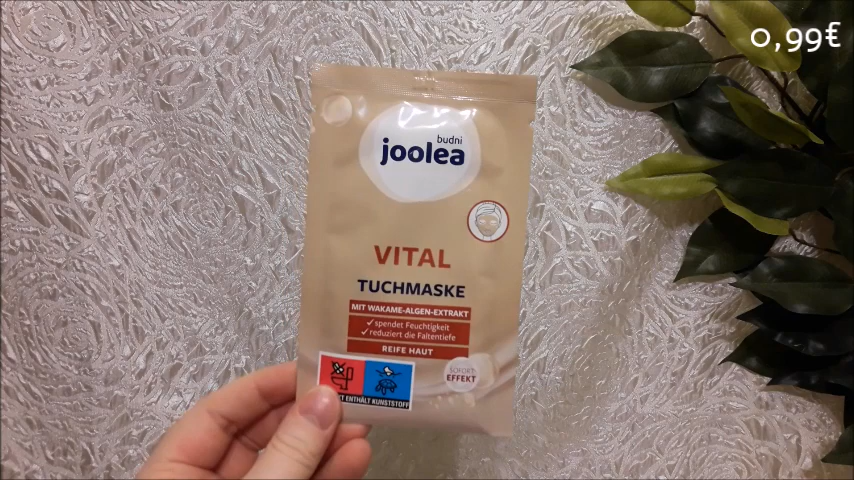 0,99€
budni
joolea
VITAL
TUCHMASKE
MIT WAKAME-ALGEN-EXTRAKT
✓ spendet Feuchtigkeit
✓ reduziert die Faltentiefe
REIFE HAUT
SOFORT
EFFEKT
ENTHÄLT KUNSTSTOFF